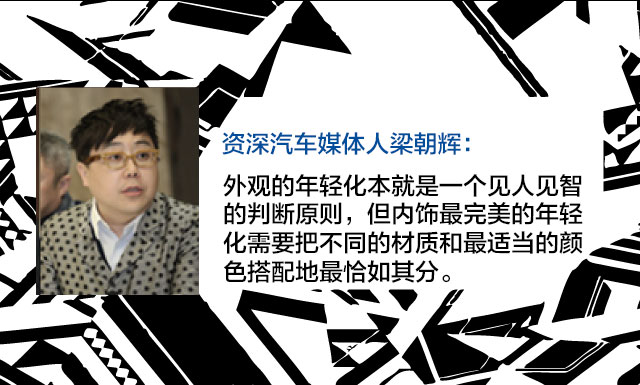 资深汽车媒体人梁朝辉：
外观的年轻化本就是一个见人见智
的判断原则，但内饰最完美的年轻
化需要把不同的材质和最适当的颜
色搭配地最恰如其分。